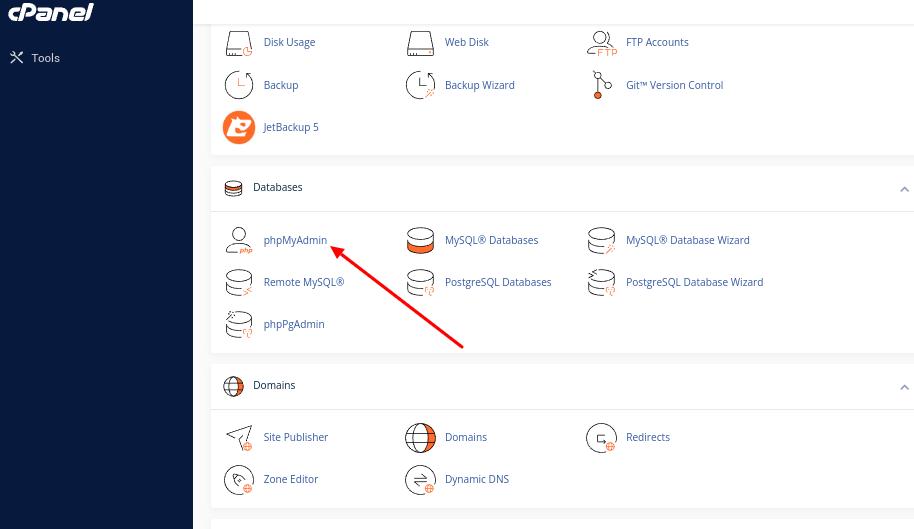 cPanel
Tools
Disk Usage
Web Disk
FTP
FTP Accounts
Backup
Backup Wizard
Git™ Version Control
JetBackup 5
Databases
php
phpMyAdmin
MySQL® Databases
MySQL® Database Wizard
Remote MySQL®
PostgreSQL Databases
PostgreSQL Database Wizard
phpPgAdmin
Domains
Site Publisher
Domains
Redirects
Zone Editor
Dynamic DNS